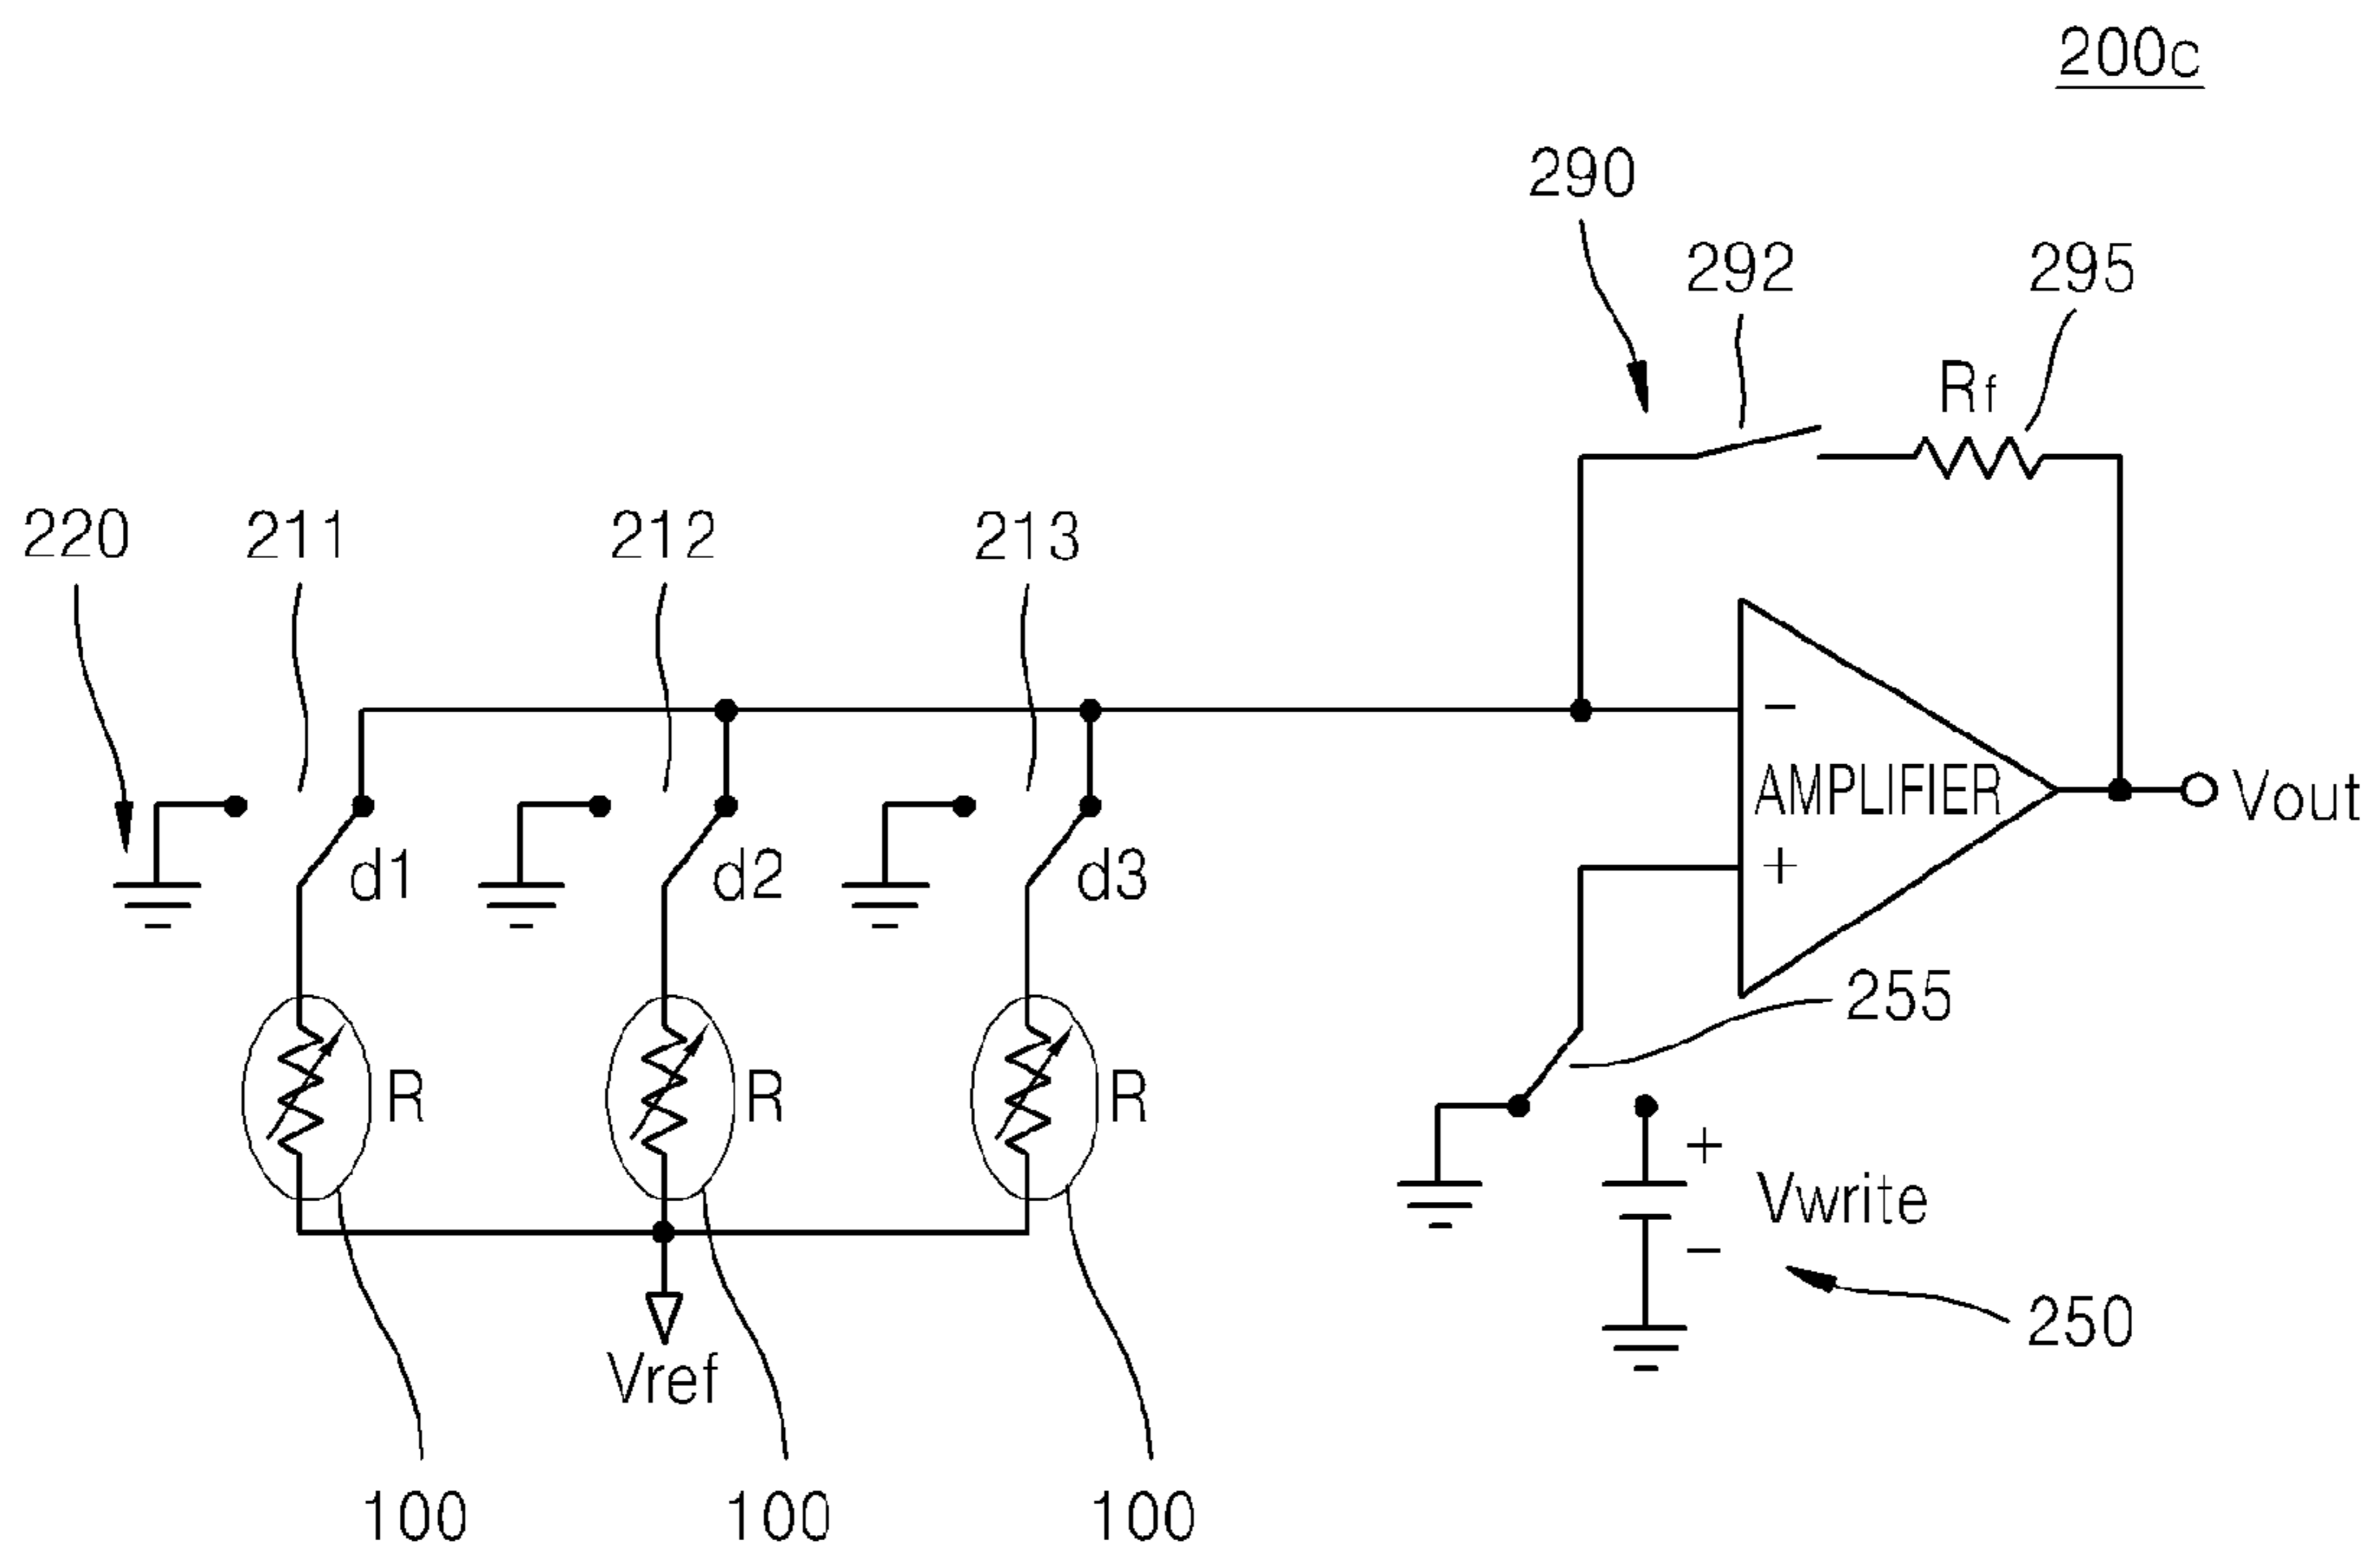 200c
290
292
295
Rf
220
211
212
213
−
AMPLIFIER
Vout
+
d1
d2
d3
255
R
R
R
+
Vwrite
−
250
Vref
100
100
100